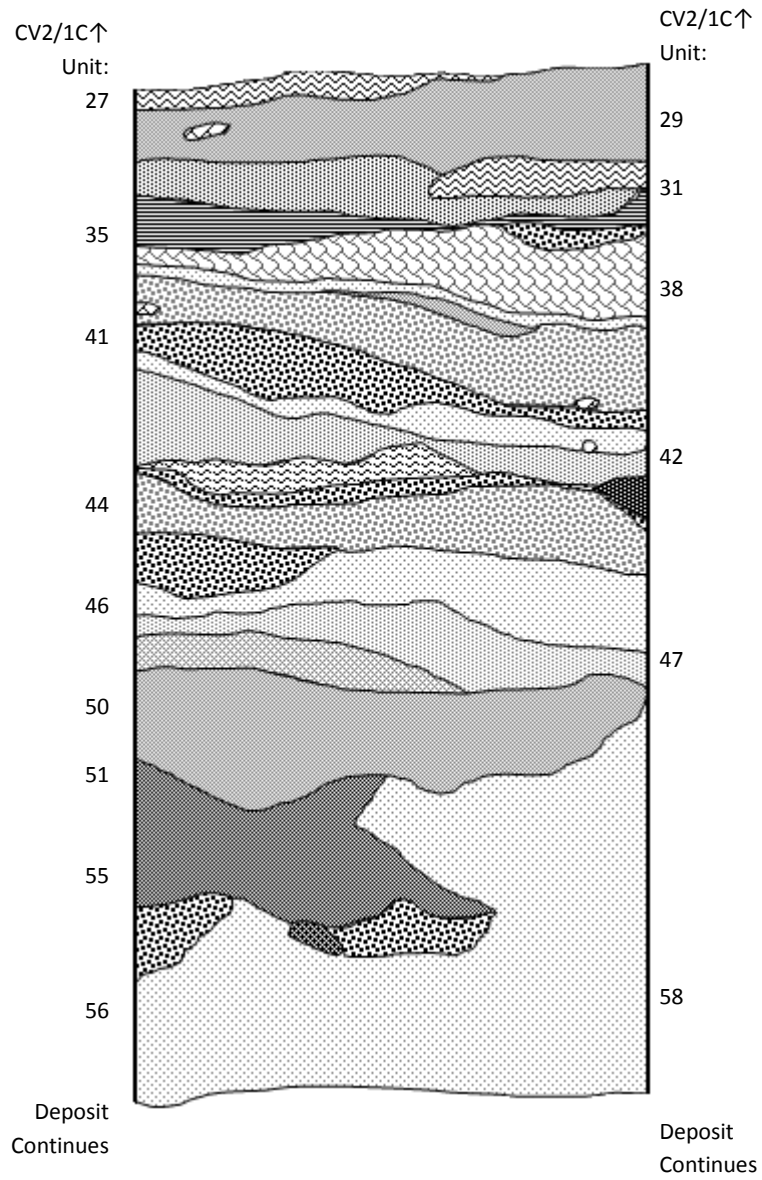 CV2/1C↑
Unit:
27
35
41
44
46
50
51
55
56
Deposit
Continues
CV2/1C↑
Unit:
29
31
38
42
47
58
Deposit
Continues